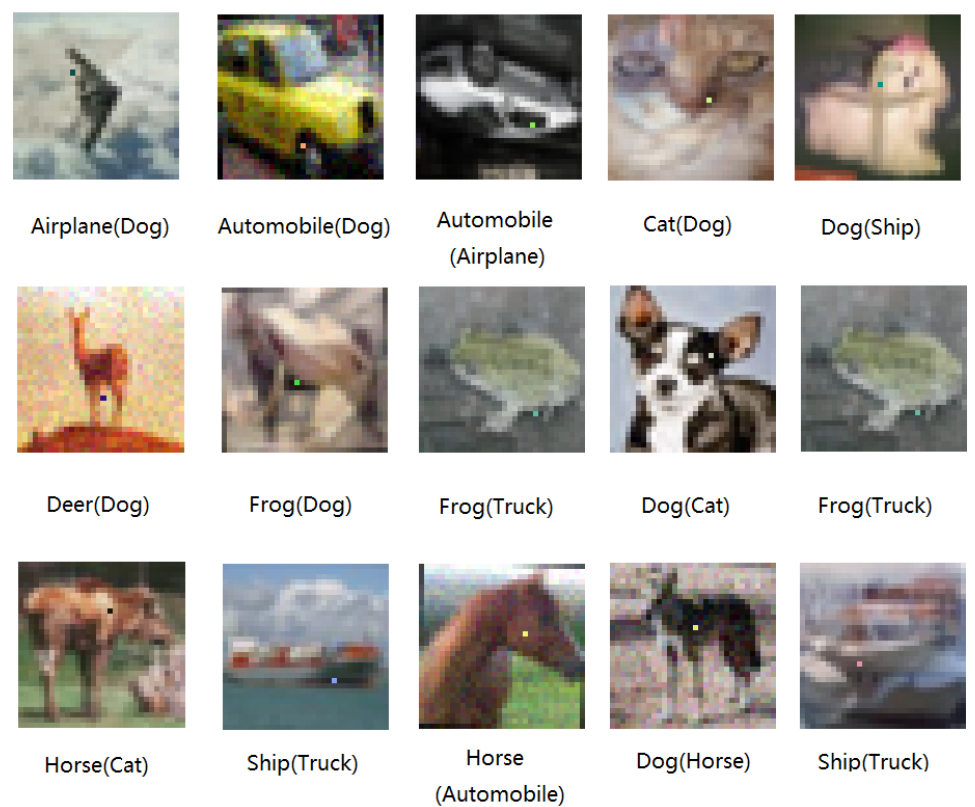 Airplane(Dog)
Automobile(Dog)
Automobile
(Airplane)
Cat(Dog)
Dog(Ship)
Deer(Dog)
Frog(Dog)
Frog(Truck)
Dog(Cat)
Frog(Truck)
Horse(Cat)
Ship(Truck)
Horse
(Automobile)
Dog(Horse)
Ship(Truck)